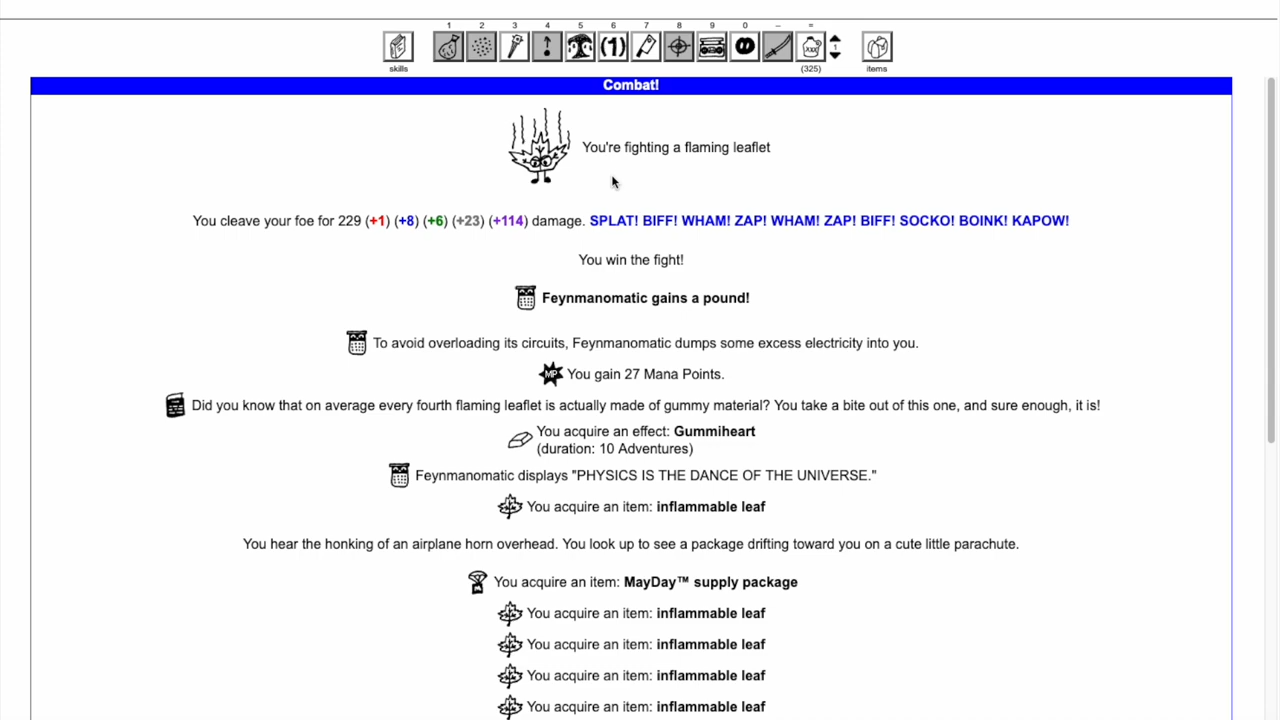 1 2 3 4 5 6 7 8 9 0 – =
(1) XXX 1
skills (325) items
Combat!
You're fighting a flaming leaflet
You cleave your foe for 229 (+1) (+8) (+6) (+23) (+114) damage. SPLAT! BIFF! WHAM! ZAP! WHAM! ZAP! BIFF! SOCKO! BOINK! KAPOW!
You win the fight!
Feynmanomatic gains a pound!
To avoid overloading its circuits, Feynmanomatic dumps some excess electricity into you.
MP You gain 27 Mana Points.
Did you know that on average every fourth flaming leaflet is actually made of gummy material? You take a bite out of this one, and sure enough, it is!
You acquire an effect: Gummiheart
(duration: 10 Adventures)
Feynmanomatic displays "PHYSICS IS THE DANCE OF THE UNIVERSE."
You acquire an item: inflammable leaf
You hear the honking of an airplane horn overhead. You look up to see a package drifting toward you on a cute little parachute.
You acquire an item: MayDay™ supply package
You acquire an item: inflammable leaf
You acquire an item: inflammable leaf
You acquire an item: inflammable leaf
You acquire an item: inflammable leaf